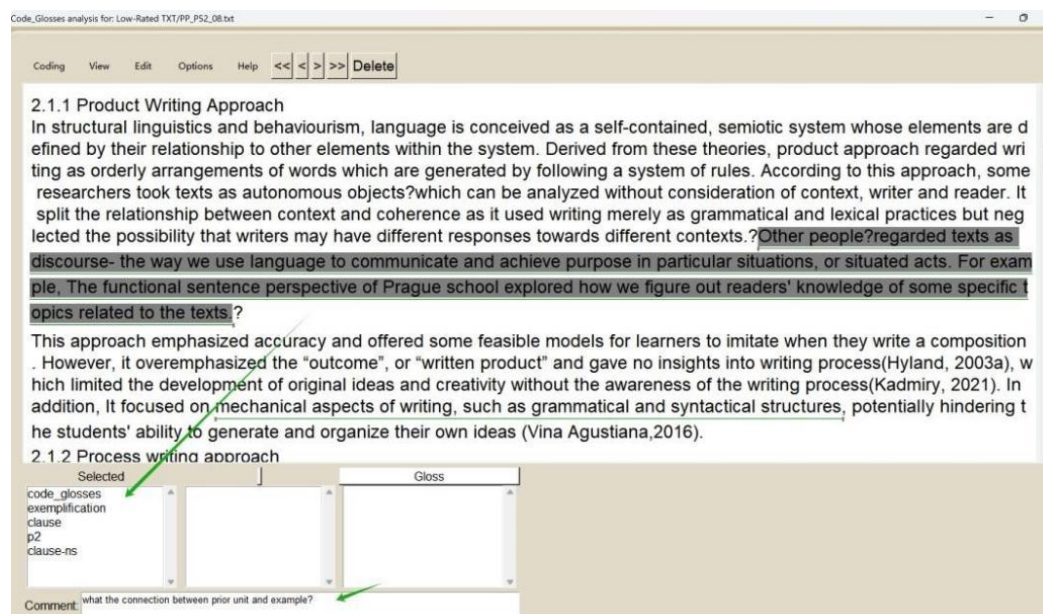 Code_Glosses analysis for: Low-Rated TXT/PP_PS2_08.txt
Coding View Edit Options Help << < > >> Delete
2.1.1 Product Writing Approach
In structural linguistics and behaviourism, language is conceived as a self-contained, semiotic system whose elements are d
efined by their relationship to other elements within the system. Derived from these theories, product approach regarded wri
ting as orderly arrangements of words which are generated by following a system of rules. According to this approach, some
researchers took texts as autonomous objects?which can be analyzed without consideration of context, writer and reader. It
split the relationship between context and coherence as it used writing merely as grammatical and lexical practices but neg
lected the possibility that writers may have different responses towards different contexts.?Other people?regarded texts as
discourse- the way we use language to communicate and achieve purpose in particular situations, or situated acts. For exam
ple, The functional sentence perspective of Prague school explored how we figure out readers' knowledge of some specific t
opics related to the texts.?
This approach emphasized accuracy and offered some feasible models for learners to imitate when they write a composition
. However, it overemphasized the “outcome”, or “written product” and gave no insights into writing process(Hyland, 2003a), w
hich limited the development of original ideas and creativity without the awareness of the writing process(Kadmiry, 2021). In
addition, It focused on mechanical aspects of writing, such as grammatical and syntactical structures, potentially hindering t
he students' ability to generate and organize their own ideas (Vina Agustiana,2016).
2.1.2 Process writing approach
Selected Gloss
code_glosses
exemplification
clause
p2
clause-ns
Comment: what the connection between prior unit and example?